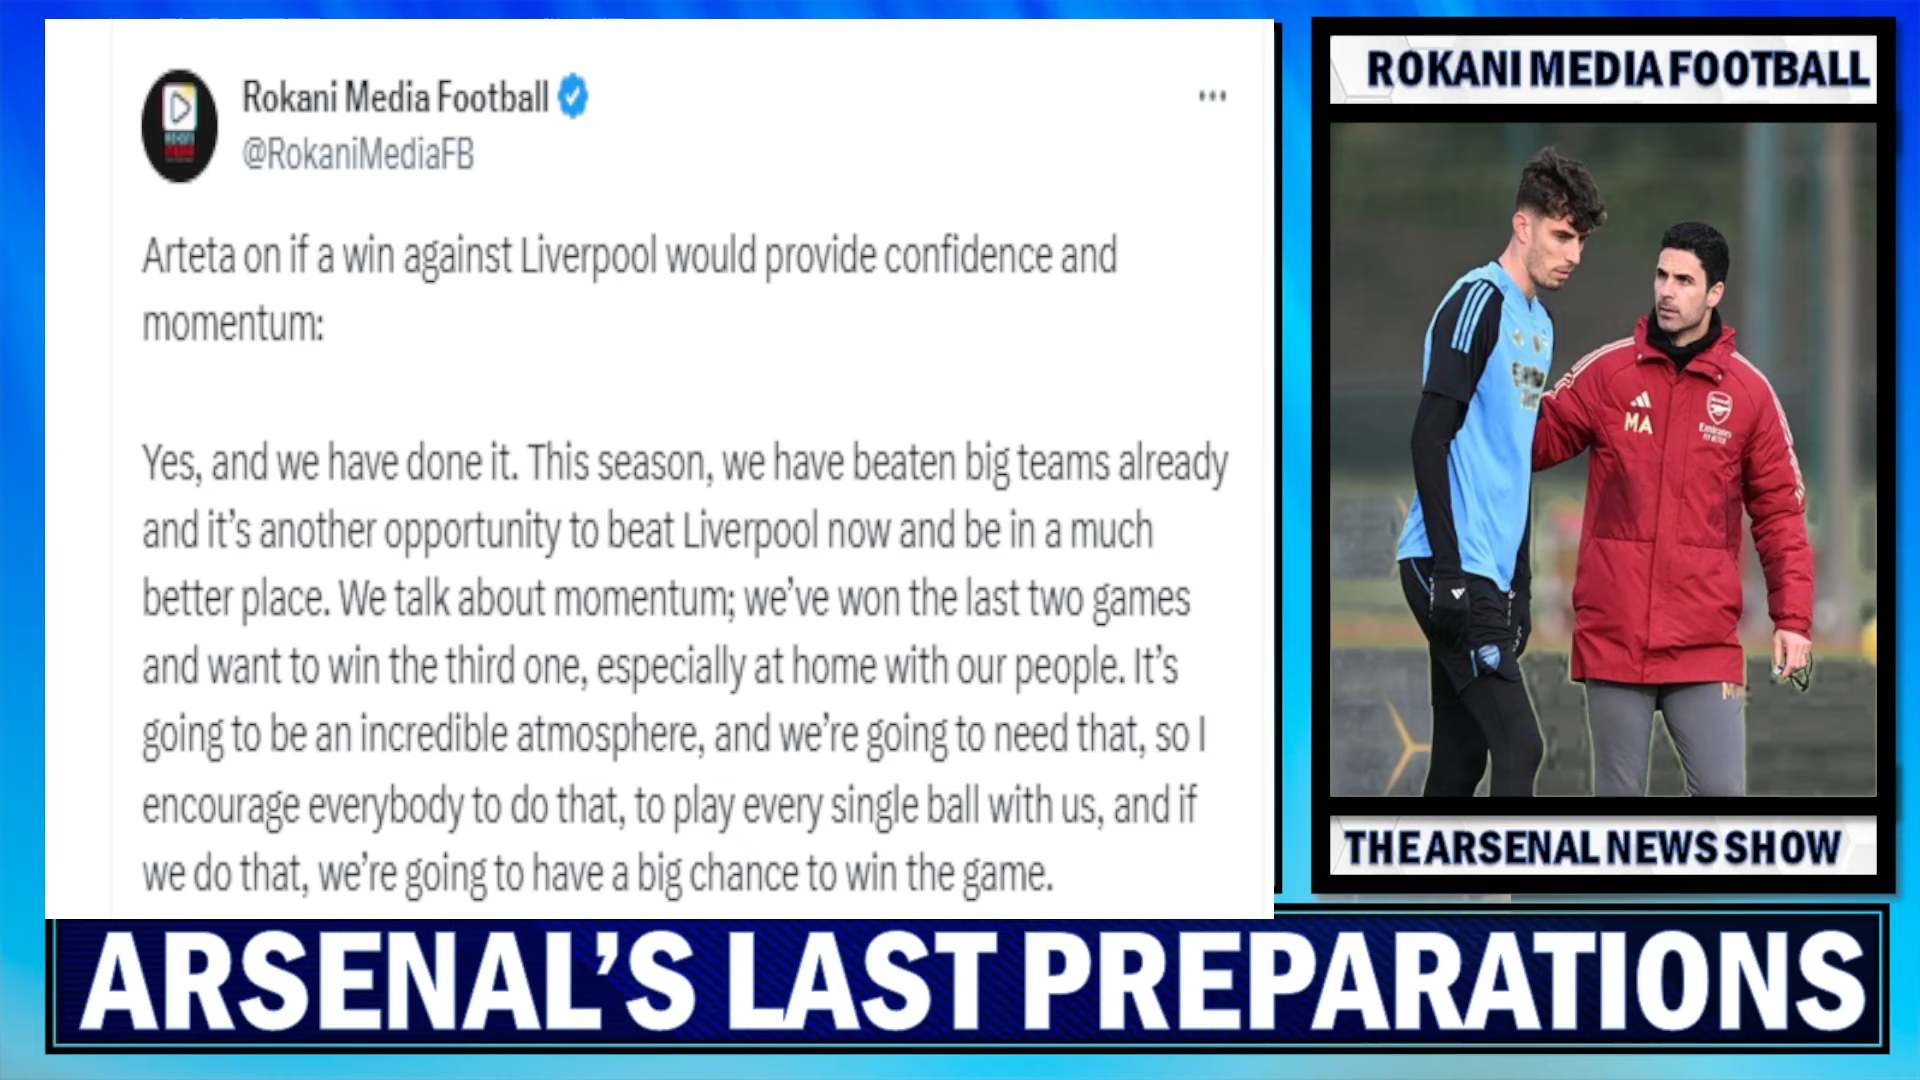 Rokani Media Football
@RokaniMediaFB
Arteta on if a win against Liverpool would provide confidence and
momentum:
Yes, and we have done it. This season, we have beaten big teams already
and it’s another opportunity to beat Liverpool now and be in a much
better place. We talk about momentum; we’ve won the last two games
and want to win the third one, especially at home with our people. It’s
going to be an incredible atmosphere, and we’re going to need that, so I
encourage everybody to do that, to play every single ball with us, and if
we do that, we’re going to have a big chance to win the game.
ROKANI MEDIA FOOTBALL
MA
Arsenal
Emirates
THE ARSENAL NEWS SHOW
ARSENAL’S LAST PREPARATIONS